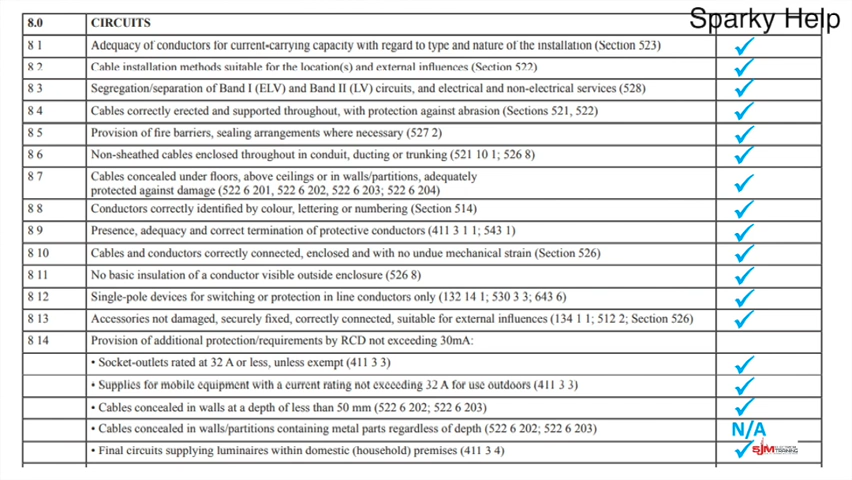 Sparky Help
8.0 CIRCUITS
8 1 Adequacy of conductors for current-carrying capacity with regard to type and nature of the installation (Section 523) ✓
8 2 Cable installation methods suitable for the location(s) and external influences (Section 522) ✓
8 3 Segregation/separation of Band I (ELV) and Band II (LV) circuits, and electrical and non-electrical services (528) ✓
8 4 Cables correctly erected and supported throughout, with protection against abrasion (Sections 521, 522) ✓
8 5 Provision of fire barriers, sealing arrangements where necessary (527 2) ✓
8 6 Non-sheathed cables enclosed throughout in conduit, ducting or trunking (521 10 1; 526 8) ✓
8 7 Cables concealed under floors, above ceilings or in walls/partitions, adequately
protected against damage (522 6 201, 522 6 202, 522 6 203; 522 6 204) ✓
8 8 Conductors correctly identified by colour, lettering or numbering (Section 514) ✓
8 9 Presence, adequacy and correct termination of protective conductors (411 3 1 1; 543 1) ✓
8 10 Cables and conductors correctly connected, enclosed and with no undue mechanical strain (Section 526) ✓
8 11 No basic insulation of a conductor visible outside enclosure (526 8) ✓
8 12 Single-pole devices for switching or protection in line conductors only (132 14 1; 530 3 3; 643 6) ✓
8 13 Accessories not damaged, securely fixed, correctly connected, suitable for external influences (134 1 1; 512 2; Section 526) ✓
8 14 Provision of additional protection/requirements by RCD not exceeding 30mA:
• Socket-outlets rated at 32 A or less, unless exempt (411 3 3) ✓
• Supplies for mobile equipment with a current rating not exceeding 32 A for use outdoors (411 3 3) ✓
• Cables concealed in walls at a depth of less than 50 mm (522 6 202; 522 6 203) ✓
• Cables concealed in walls/partitions containing metal parts regardless of depth (522 6 202; 522 6 203) N/A
• Final circuits supplying luminaires within domestic (household) premises (411 3 4) ✓
SJM